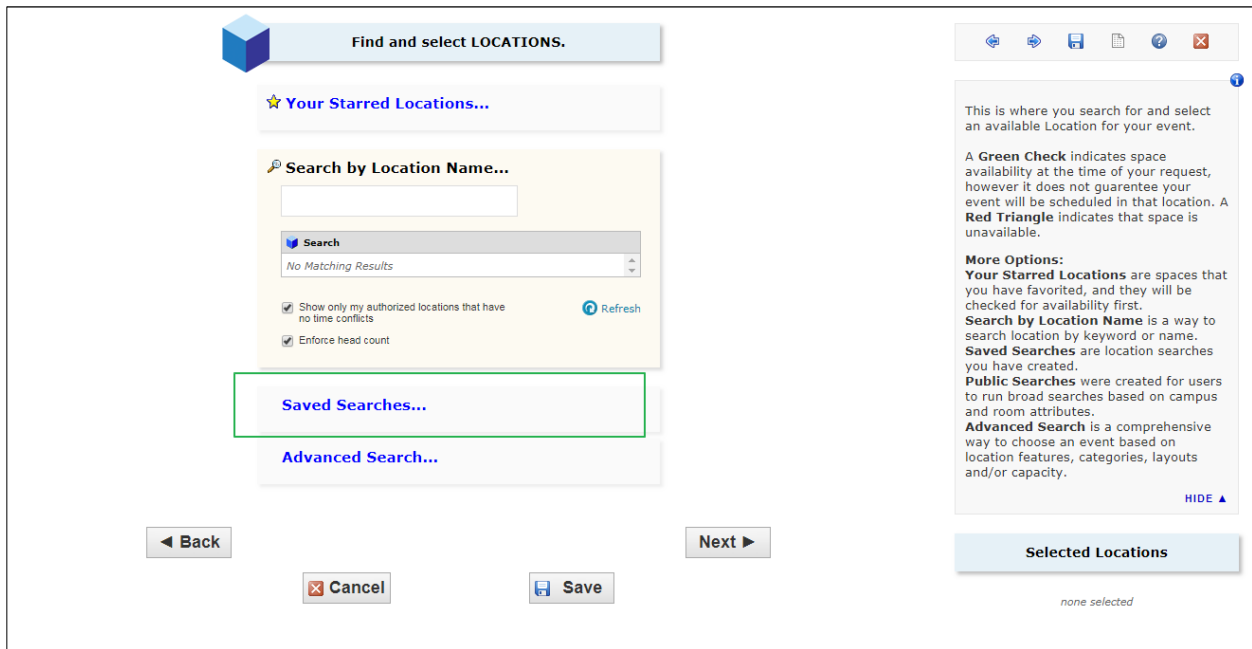 Find and select LOCATIONS.
Your Starred Locations...
Search by Location Name...
Search
No Matching Results
Show only my authorized locations that have
no time conflicts
Refresh
Enforce head count
Saved Searches...
Advanced Search...
◄ Back
Next ►
Cancel
Save
This is where you search for and select
an available Location for your event.
A Green Check indicates space
availability at the time of your request,
however it does not guarentee your
event will be scheduled in that location. A
Red Triangle indicates that space is
unavailable.
More Options:
Your Starred Locations are spaces that
you have favorited, and they will be
checked for availability first.
Search by Location Name is a way to
search location by keyword or name.
Saved Searches are location searches
you have created.
Public Searches were created for users
to run broad searches based on campus
and room attributes.
Advanced Search is a comprehensive
way to choose an event based on
location features, categories, layouts
and/or capacity.
HIDE ▲
Selected Locations
none selected